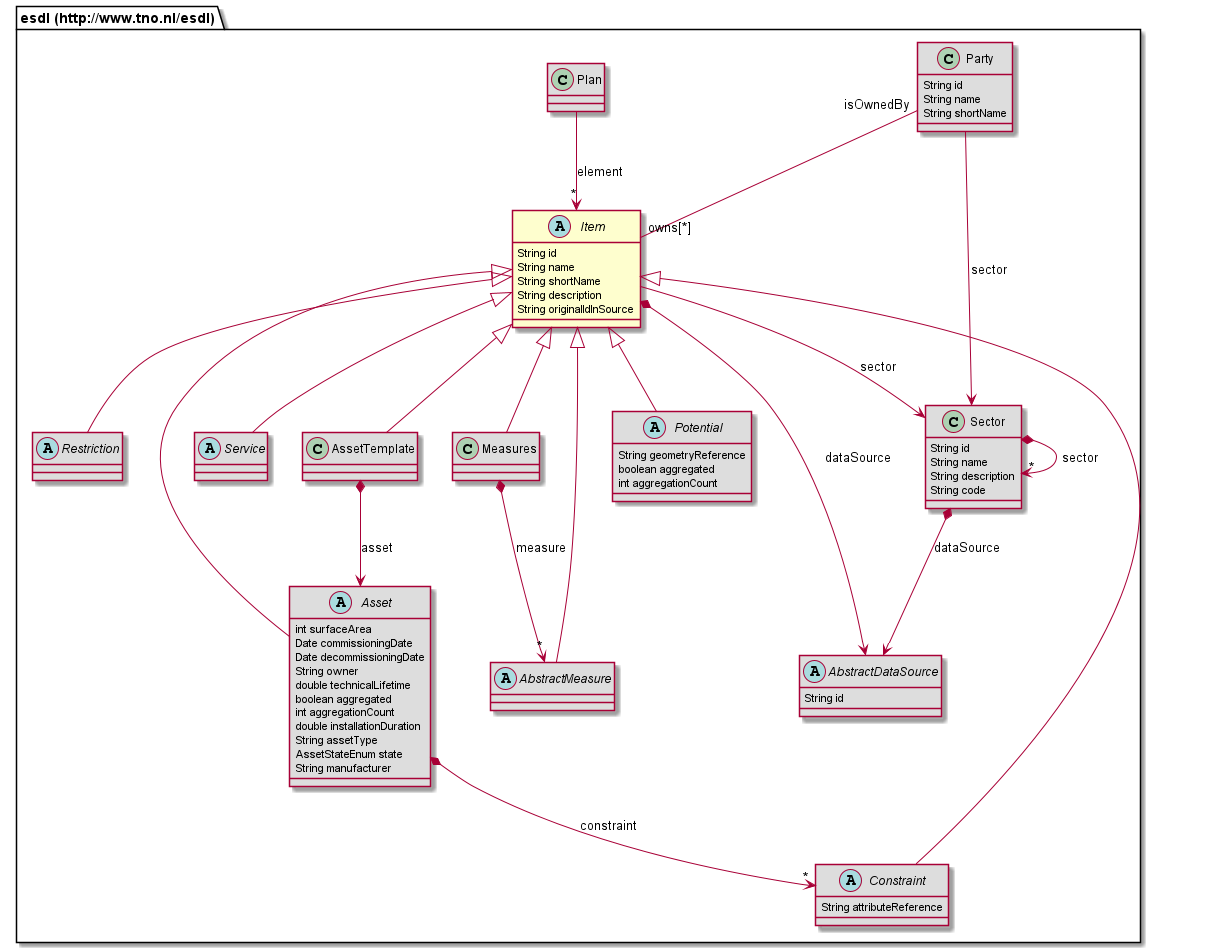 esdl (http://www.tno.nl/esdl)
C Plan
C Party
String id
String name
String shortName
isOwnedBy
element
*
A Item
String id
String name
String shortName
String description
String originalIdInSource
owns[*]
sector
sector
A Restriction
A Service
C AssetTemplate
C Measures
A Potential
String geometryReference
boolean aggregated
int aggregationCount
dataSource
C Sector
String id
String name
String description
String code
sector
*
asset
measure
dataSource
A Asset
int surfaceArea
Date commissioningDate
Date decommissioningDate
String owner
double technicalLifetime
boolean aggregated
int aggregationCount
double installationDuration
String assetType
AssetStateEnum state
String manufacturer
*
A AbstractMeasure
A AbstractDataSource
String id
constraint
*
A Constraint
String attributeReference